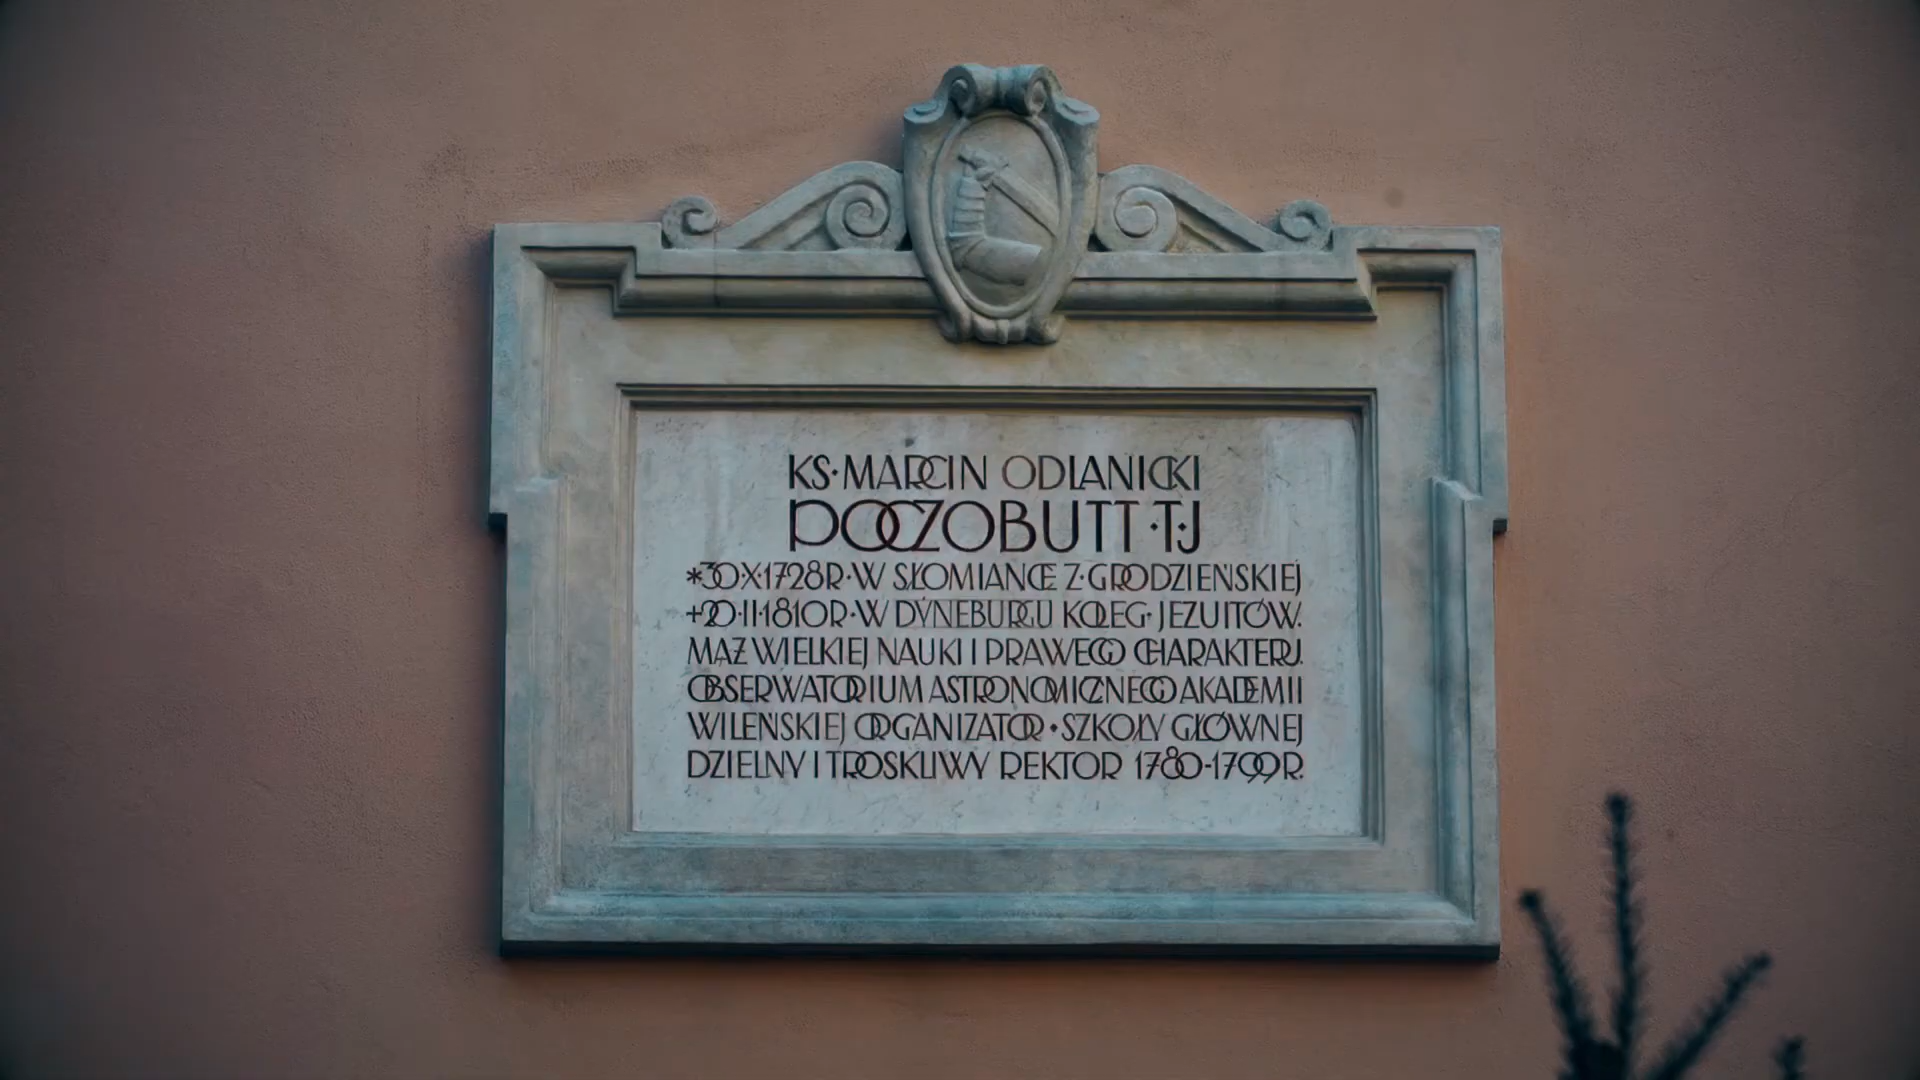 KS·MARCIN ODLANICKI
POCZOBUTT·T·J
*30·X·1728R·W SŁOMIANCE Z·GRODZIEŃSKIEJ
+20·II·1810R·W DYNEBURGU KOLEG·JEZUITÓW.
MĄŻ WIELKIEJ NAUKI I PRAWEGO CHARAKTERU.
OBSERWATORIUM ASTRONOMICZNEGO AKADEMII
WILEŃSKIEJ ORGANIZATOR·SZKOŁY GŁÓWNEJ
DZIELNY I TROSKLIWY REKTOR 1780-1799R.